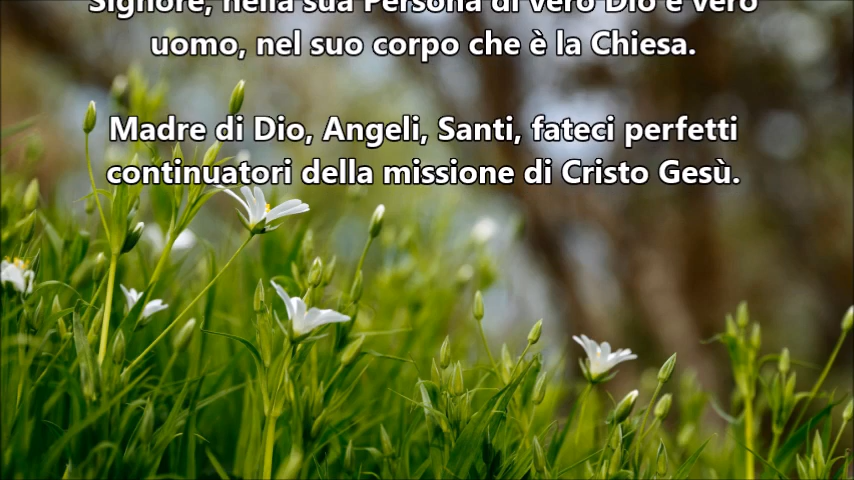 Signore, nella sua Persona di vero Dio e vero
uomo, nel suo corpo che è la Chiesa.
Madre di Dio, Angeli, Santi, fateci perfetti
continuatori della missione di Cristo Gesù.